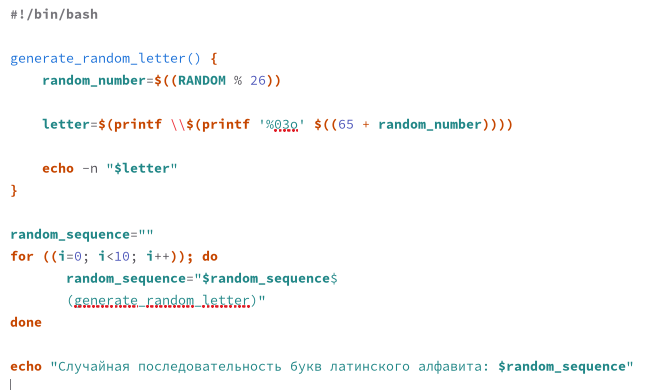 #!/bin/bash
generate_random_letter() {
random_number=$((RANDOM % 26))
letter=$(printf \\$(printf '%03o' $((65 + random_number))))
echo -n "$letter"
}
random_sequence=""
for ((i=0; i<10; i++)); do
random_sequence="$random_sequence$
(generate_random_letter)"
done
echo "Случайная последовательность букв латинского алфавита: $random_sequence"